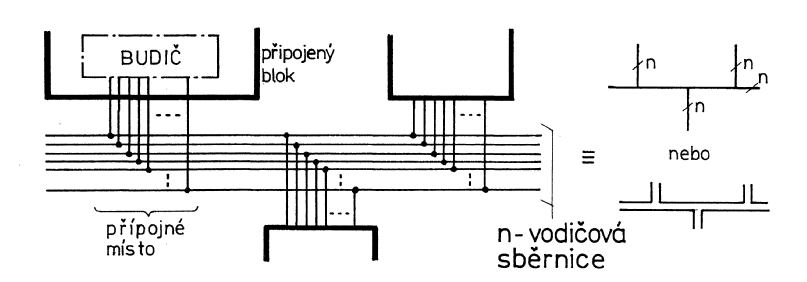 BUDIČ
připojený
blok
přípojné
místo
n-vodičová
sběrnice
≡
n
n
n
n
nebo